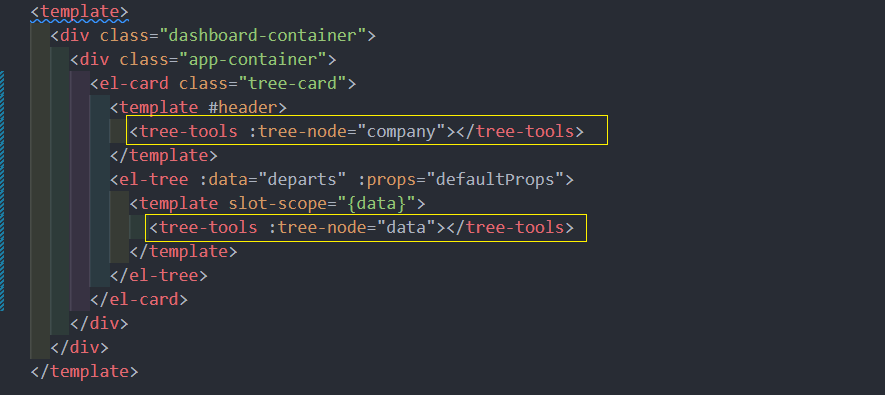 <template>
<div class="dashboard-container">
<div class="app-container">
<el-card class="tree-card">
<template #header>
<tree-tools :tree-node="company"></tree-tools>
</template>
<el-tree :data="departs" :props="defaultProps">
<template slot-scope="{data}">
<tree-tools :tree-node="data"></tree-tools>
</template>
</el-tree>
</el-card>
</div>
</div>
</template>